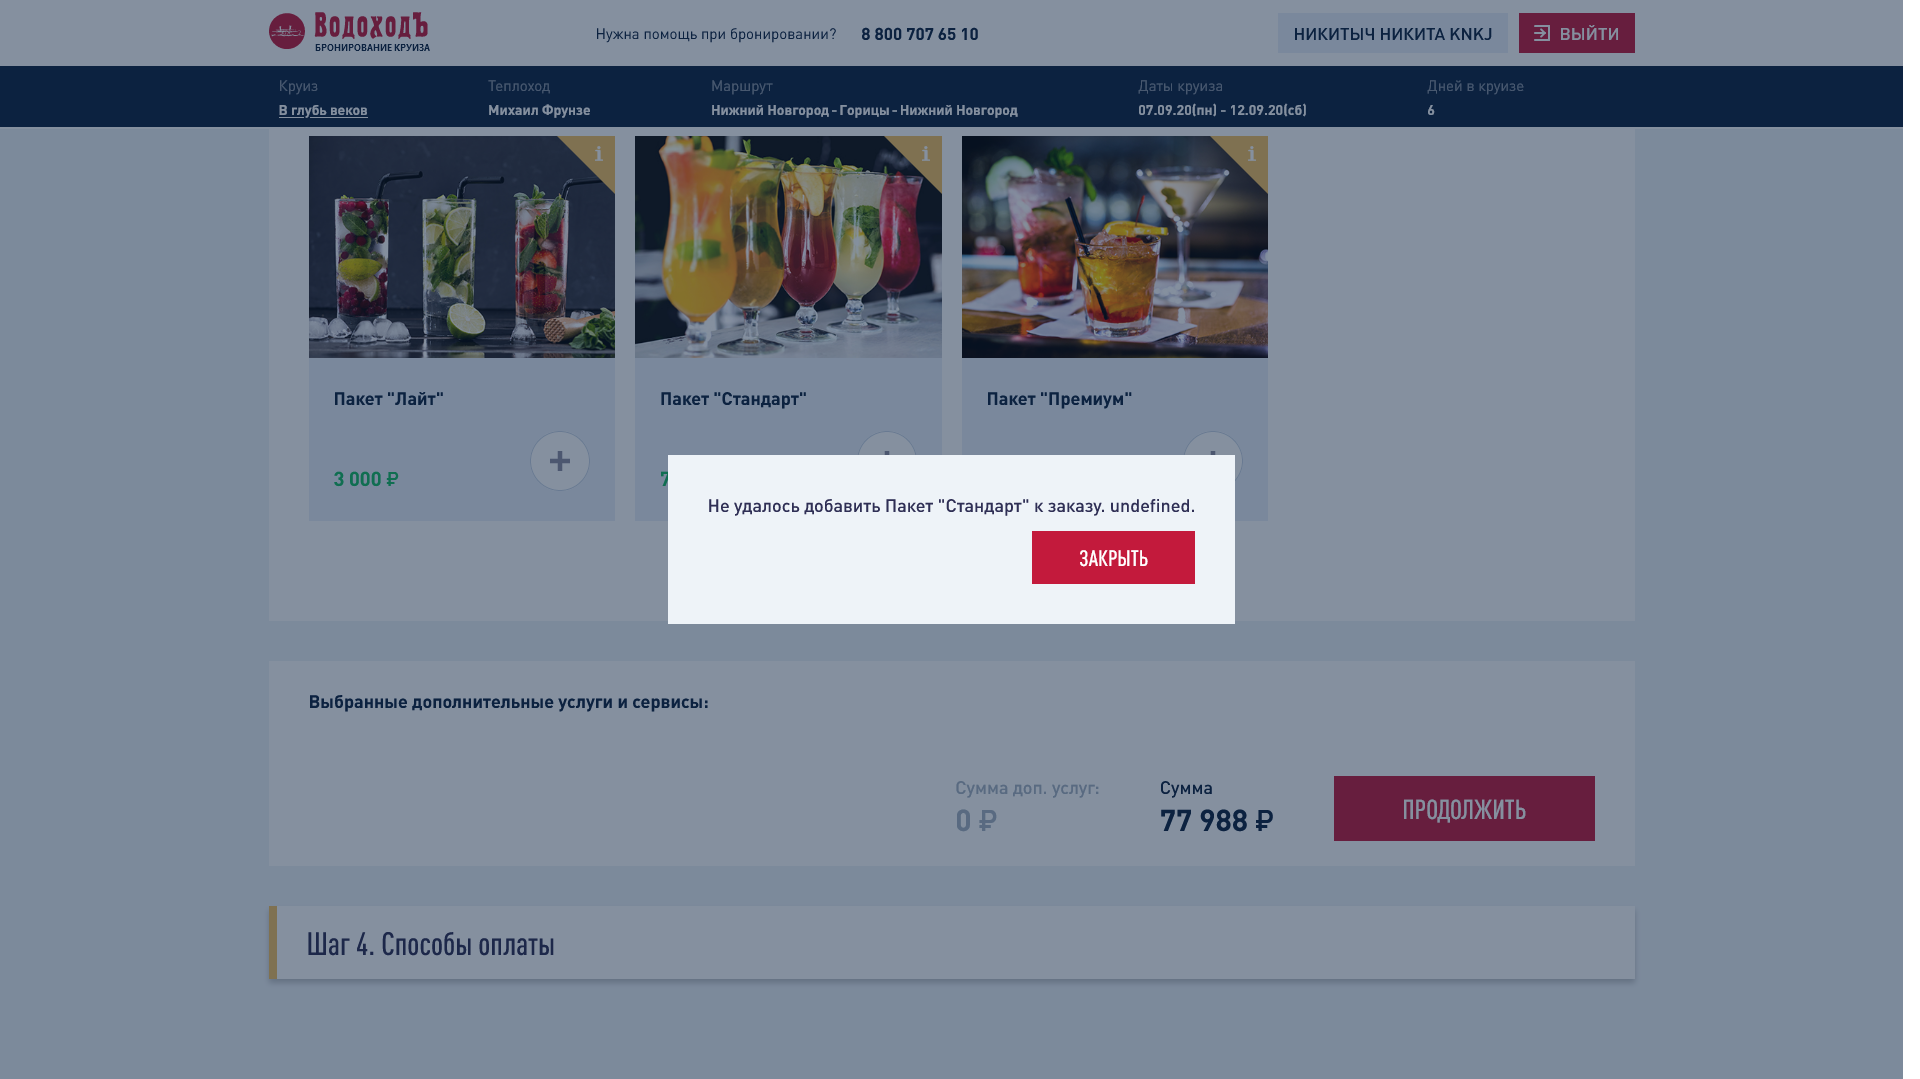 ВодоходЪ
БРОНИРОВАНИЕ КРУИЗА
Нужна помощь при бронировании? 8 800 707 65 10
НИКИТЫЧ НИКИТА KNKJ
ВЫЙТИ
Круиз Теплоход Маршрут Даты круиза Дней в круизе
В глубь веков Михаил Фрунзе Нижний Новгород - Горицы - Нижний Новгород 07.09.20(пн) - 12.09.20(сб) 6
i i i
Пакет "Лайт" Пакет "Стандарт" Пакет "Премиум"
3 000 ₽ 7
Не удалось добавить Пакет "Стандарт" к заказу. undefined.
ЗАКРЫТЬ
Выбранные дополнительные услуги и сервисы:
Сумма доп. услуг: Сумма
0 ₽ 77 988 ₽
ПРОДОЛЖИТЬ
Шаг 4. Способы оплаты